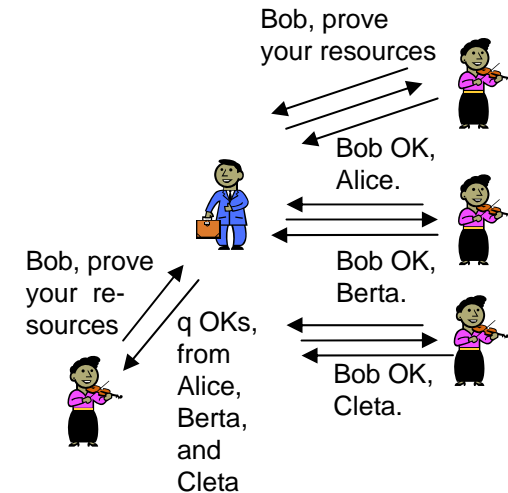 Bob, prove
your resources
Bob OK,
Alice.
Bob OK,
Berta.
Bob OK,
Cleta.
Bob, prove
your re-
sources
q OKs,
from
Alice,
Berta,
and
Cleta